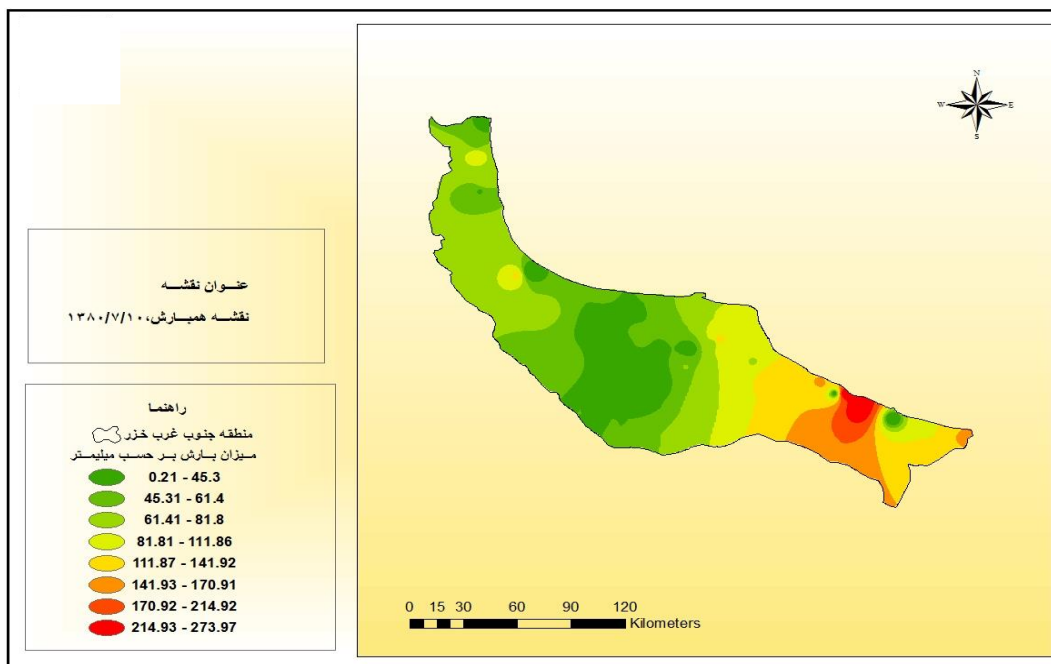 عنوان نقشه
نقشه همبارش، ۱۳۸۰/۷/۱۰
راهنما
منطقه جنوب غرب خزر
میزان بارش بر حسب میلیمتر
0.21 - 45.3
45.31 - 61.4
61.41 - 81.8
81.81 - 111.86
111.87 - 141.92
141.93 - 170.91
170.92 - 214.92
214.93 - 273.97
N
W E
S
0 15 30 60 90 120
Kilometers